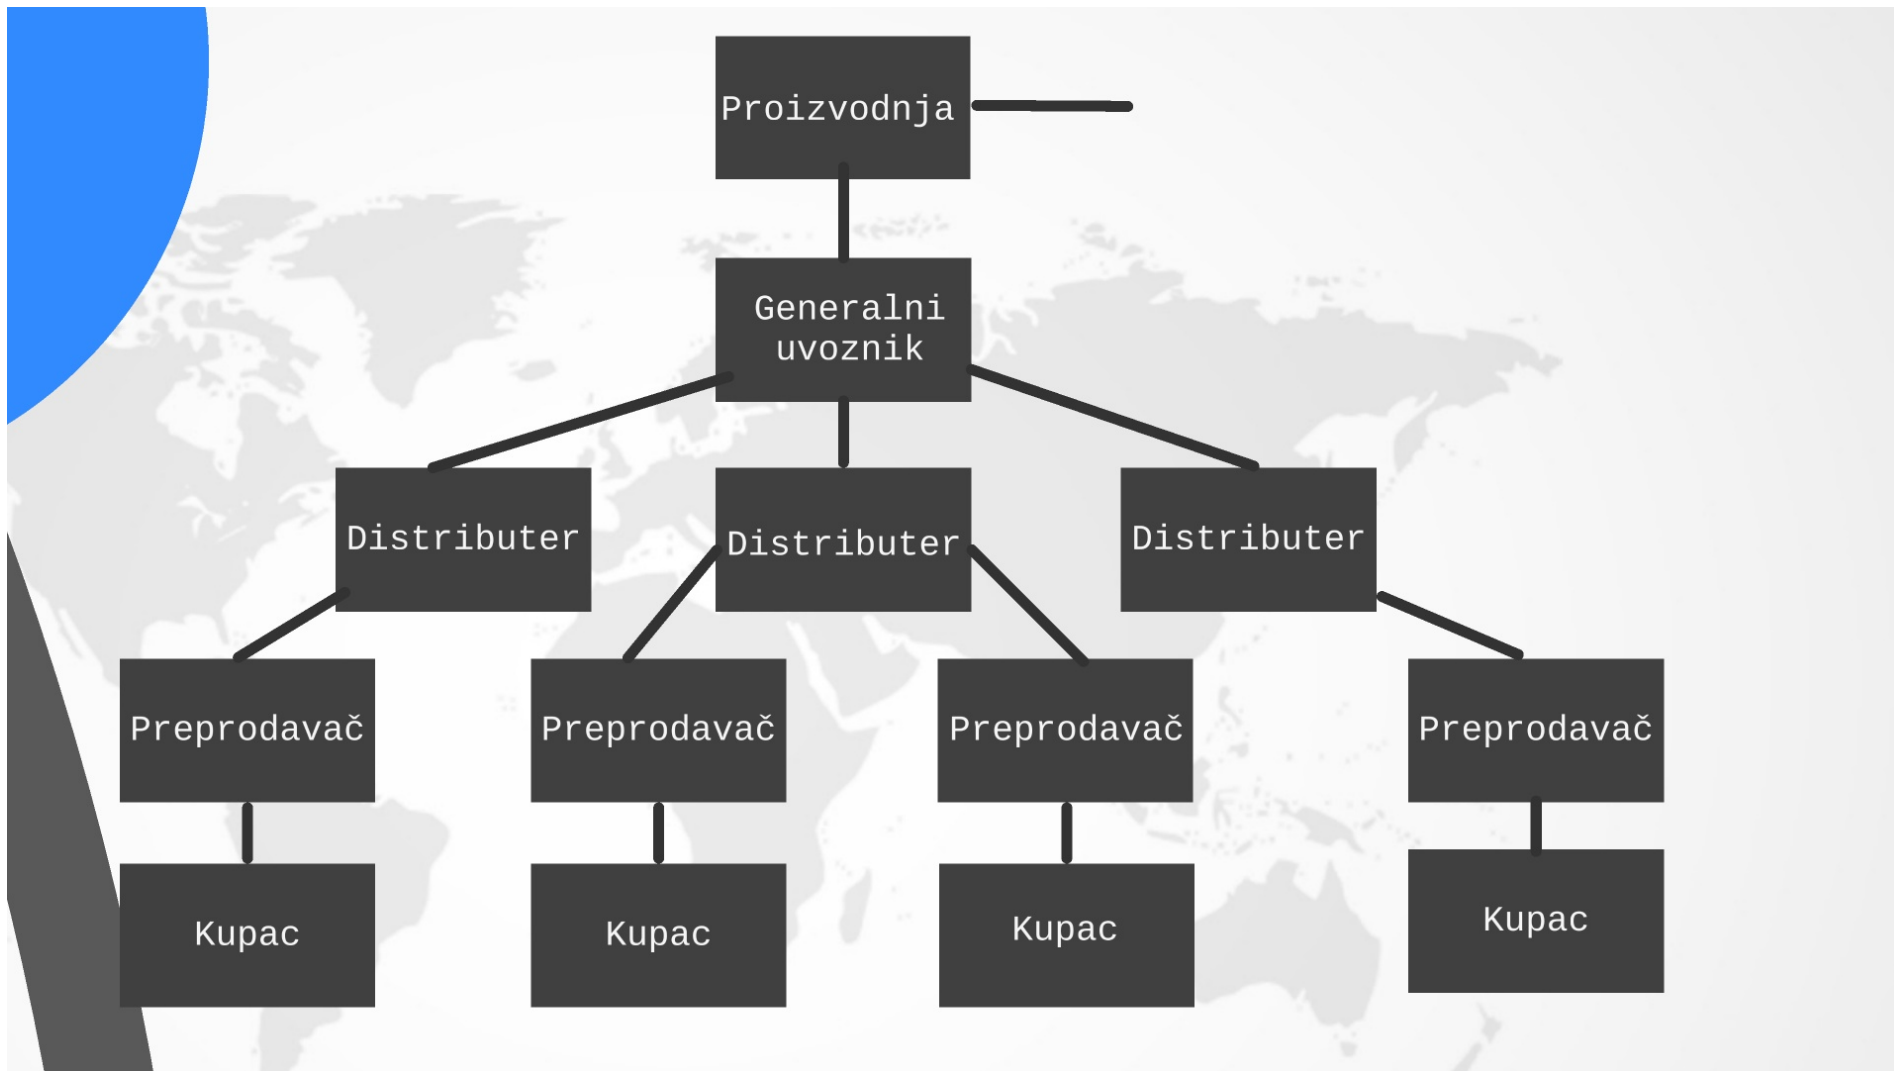 Proizvodnja
Generalni
uvoznik
Distributer
Distributer
Distributer
Preprodavač
Preprodavač
Preprodavač
Preprodavač
Kupac
Kupac
Kupac
Kupac